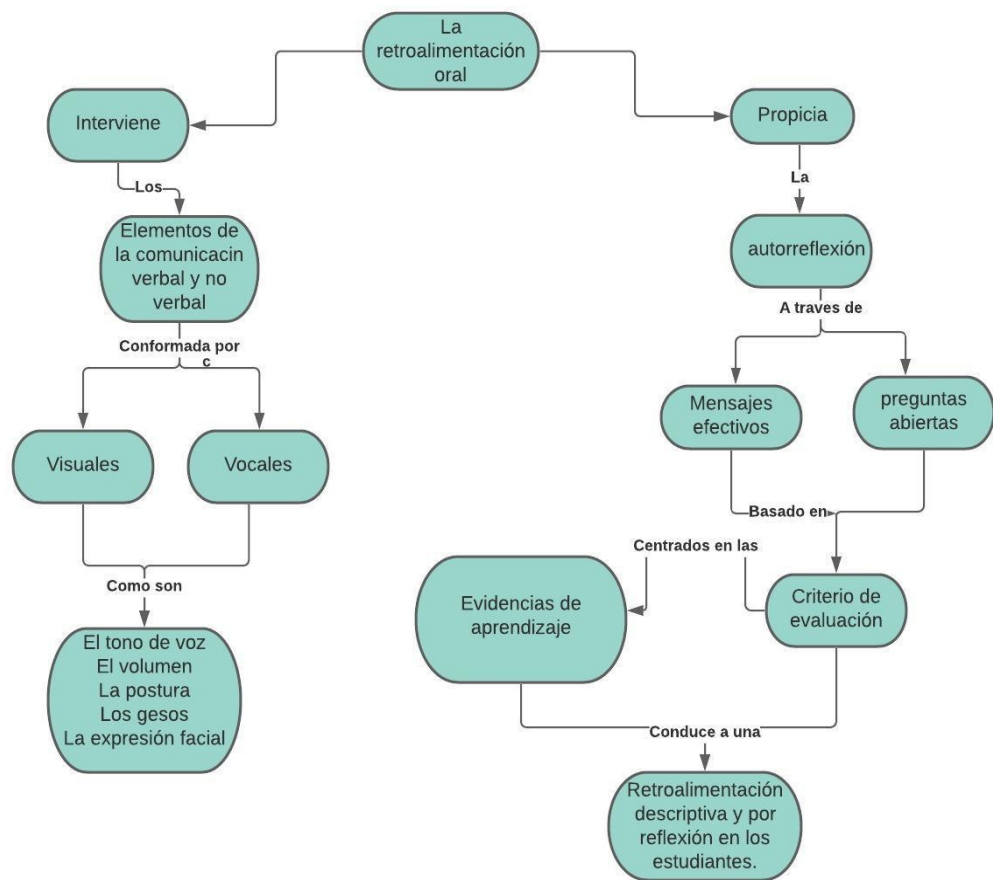 La
retroalimentación
oral
Interviene
Propicia
Los
La
Elementos de
la comunicacin
verbal y no
verbal
autorreflexión
Conformada por
c
A traves de
Visuales
Vocales
Mensajes
efectivos
preguntas
abiertas
Basado en
Como son
Centrados en las
El tono de voz
El volumen
La postura
Los gesos
La expresión facial
Evidencias de
aprendizaje
Criterio de
evaluación
Conduce a una
Retroalimentación
descriptiva y por
reflexión en los
estudiantes.